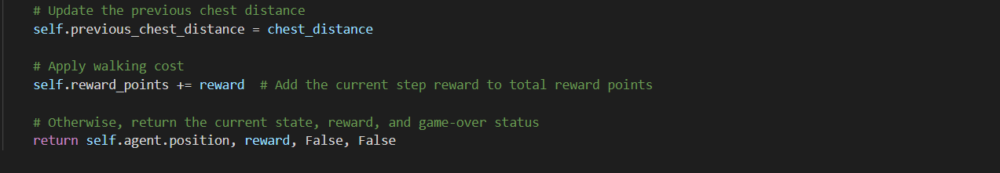 # Update the previous chest distance
self.previous_chest_distance = chest_distance
# Apply walking cost
self.reward_points += reward  # Add the current step reward to total reward points
# Otherwise, return the current state, reward, and game-over status
return self.agent.position, reward, False, False